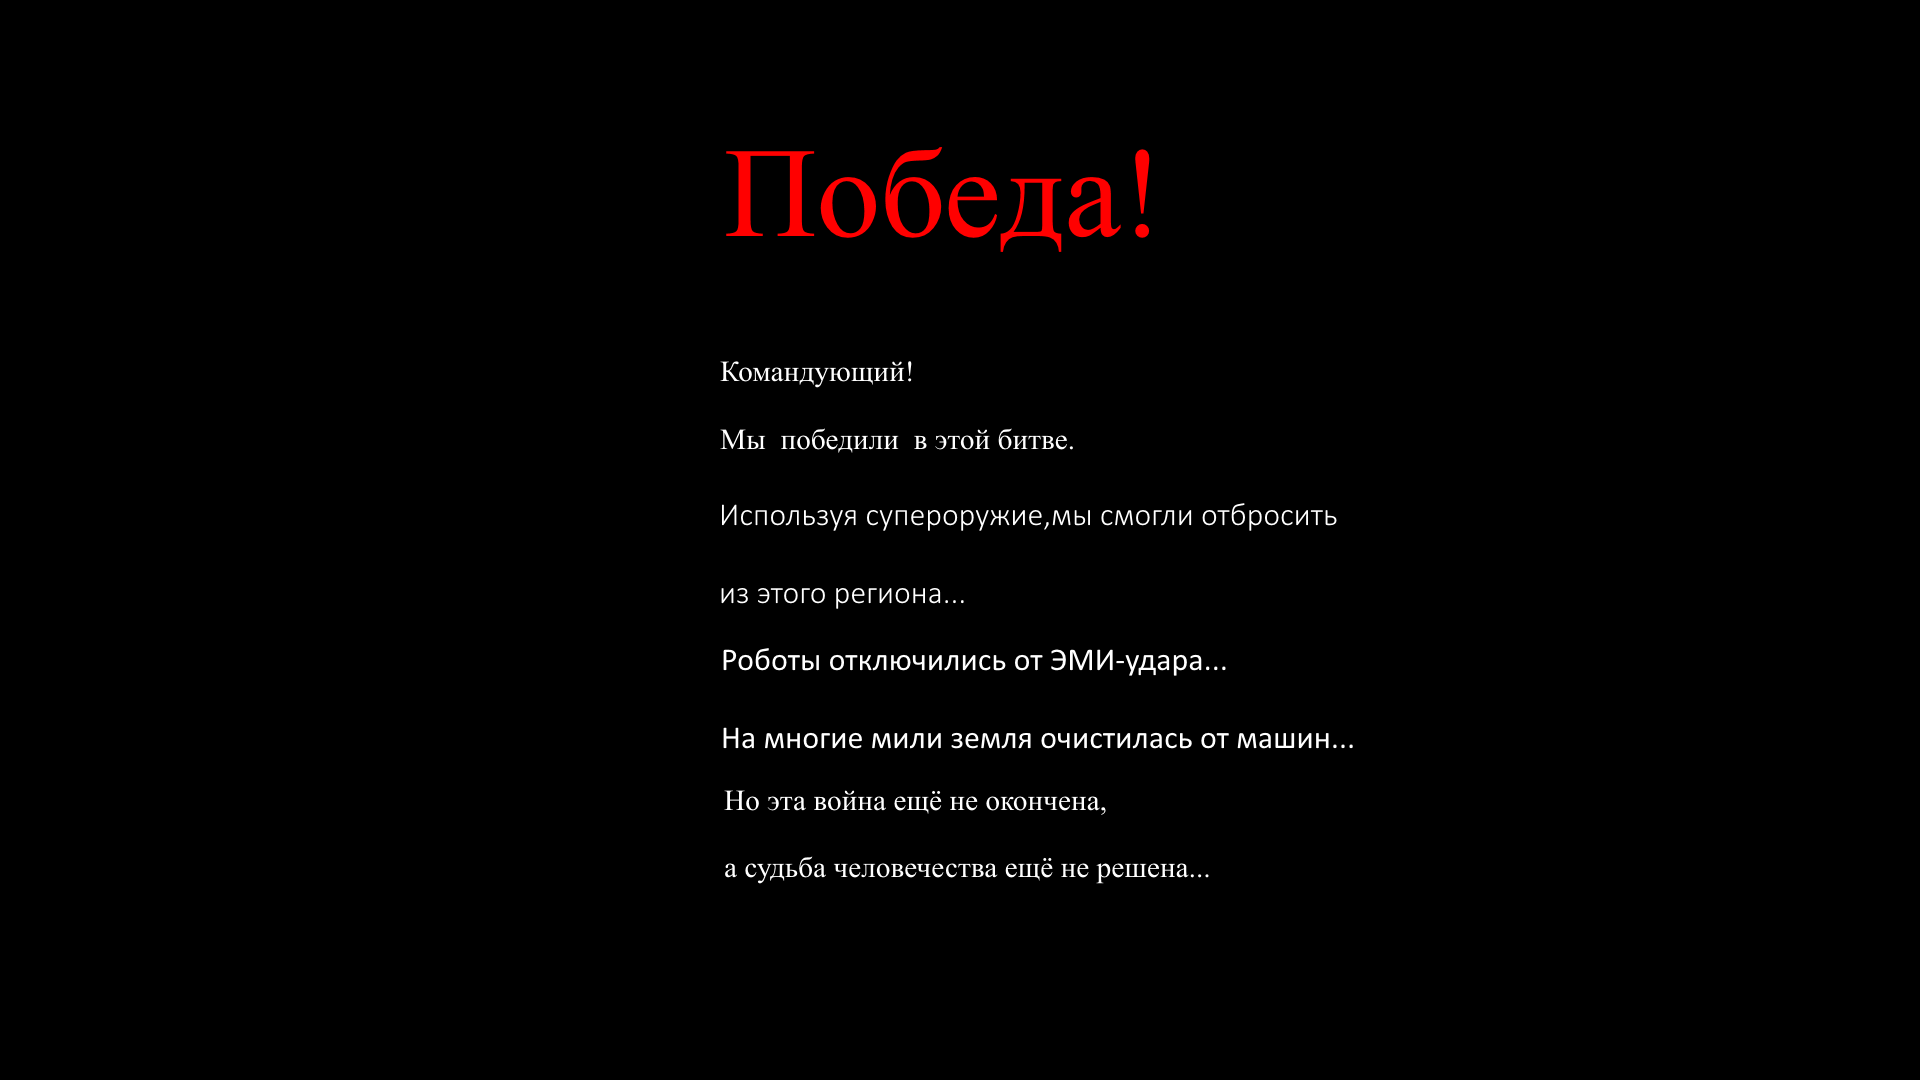 Победа!
Командующий!
Мы  победили  в этой битве.
Используя супероружие,мы смогли отбросить
из этого региона...
Роботы отключились от ЭМИ-удара...
На многие мили земля очистилась от машин...
Но эта война ещё не окончена,
а судьба человечества ещё не решена...